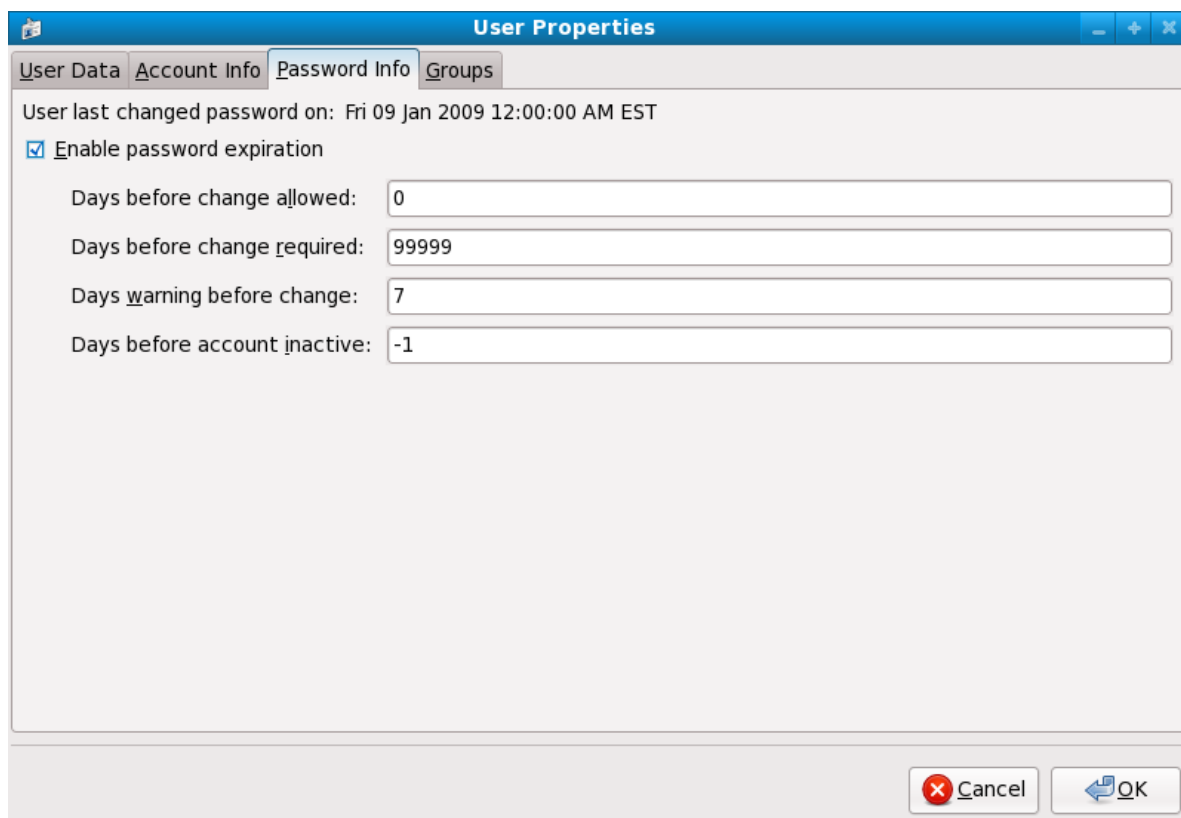 User Properties
User Data Account Info Password Info Groups
User last changed password on: Fri 09 Jan 2009 12:00:00 AM EST
Enable password expiration
Days before change allowed: 0
Days before change required: 99999
Days warning before change: 7
Days before account inactive: -1
Cancel OK